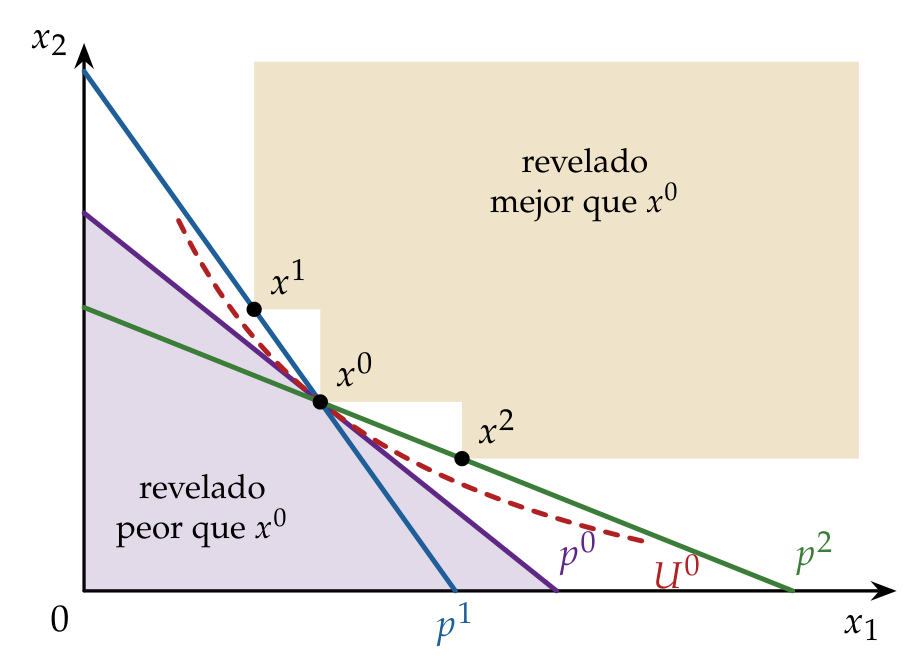 x₂
revelado
mejor que x⁰
x¹
x⁰
x²
revelado
peor que x⁰
p⁰
p²
U⁰
0
p¹
x₁